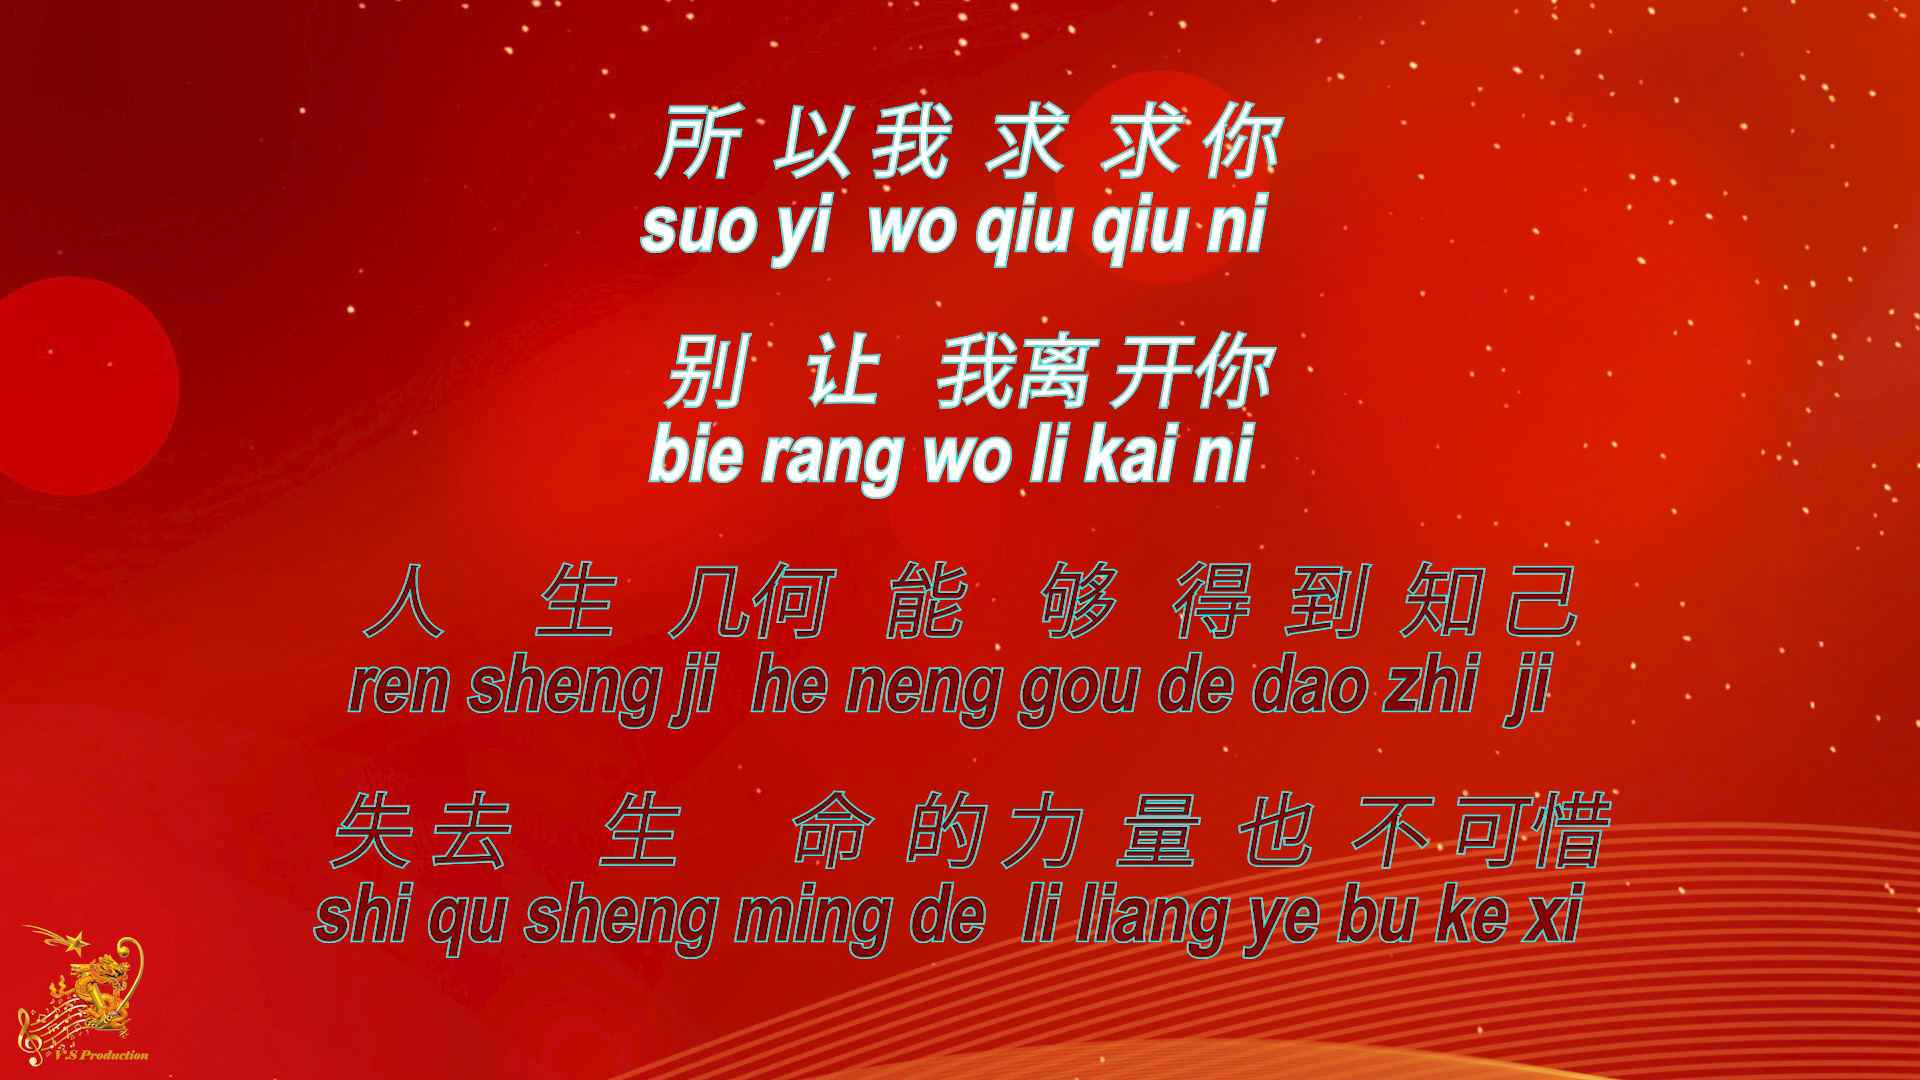 所以我求求你
suo yi wo qiu qiu ni
别让我离开你
bie rang wo li kai ni
人生几何能够得到知己
ren sheng ji he neng gou de dao zhi ji
失去生命的力量也不可惜
shi qu sheng ming de li liang ye bu ke xi
V.S Production